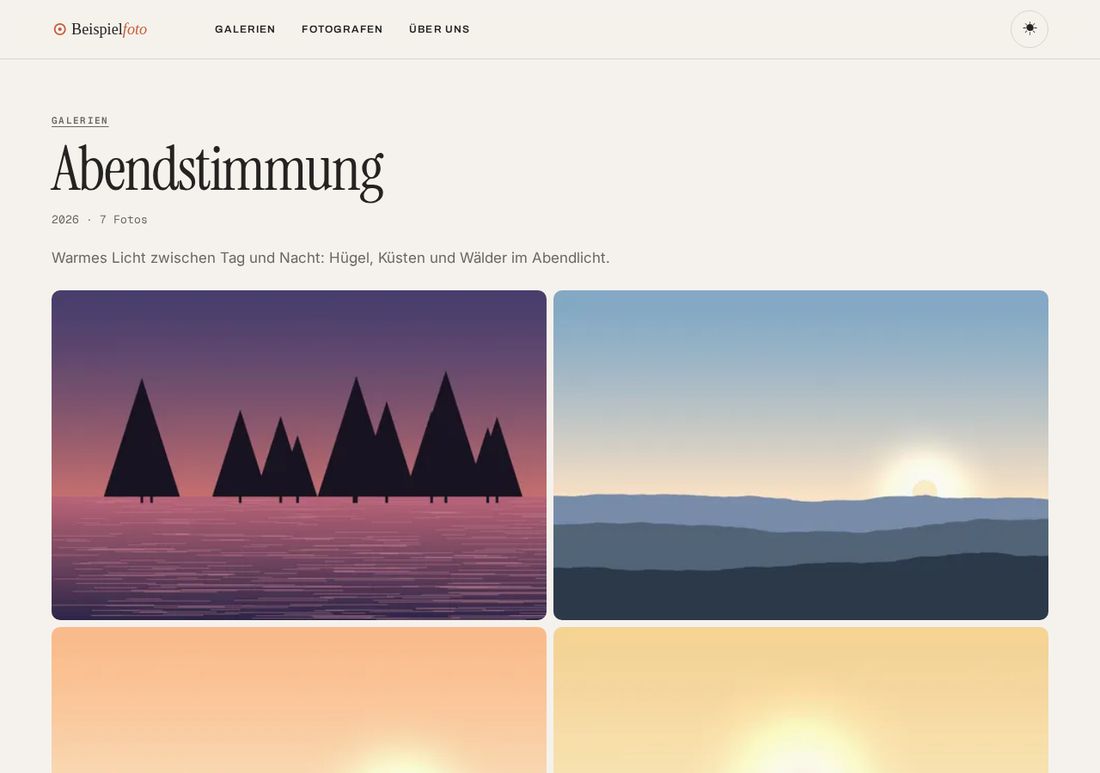 Beispielfoto
GALERIEN
FOTOGRAFEN
ÜBER UNS
GALERIEN
Abendstimmung
2026 · 7 Fotos
Warmes Licht zwischen Tag und Nacht: Hügel, Küsten und Wälder im Abendlicht.